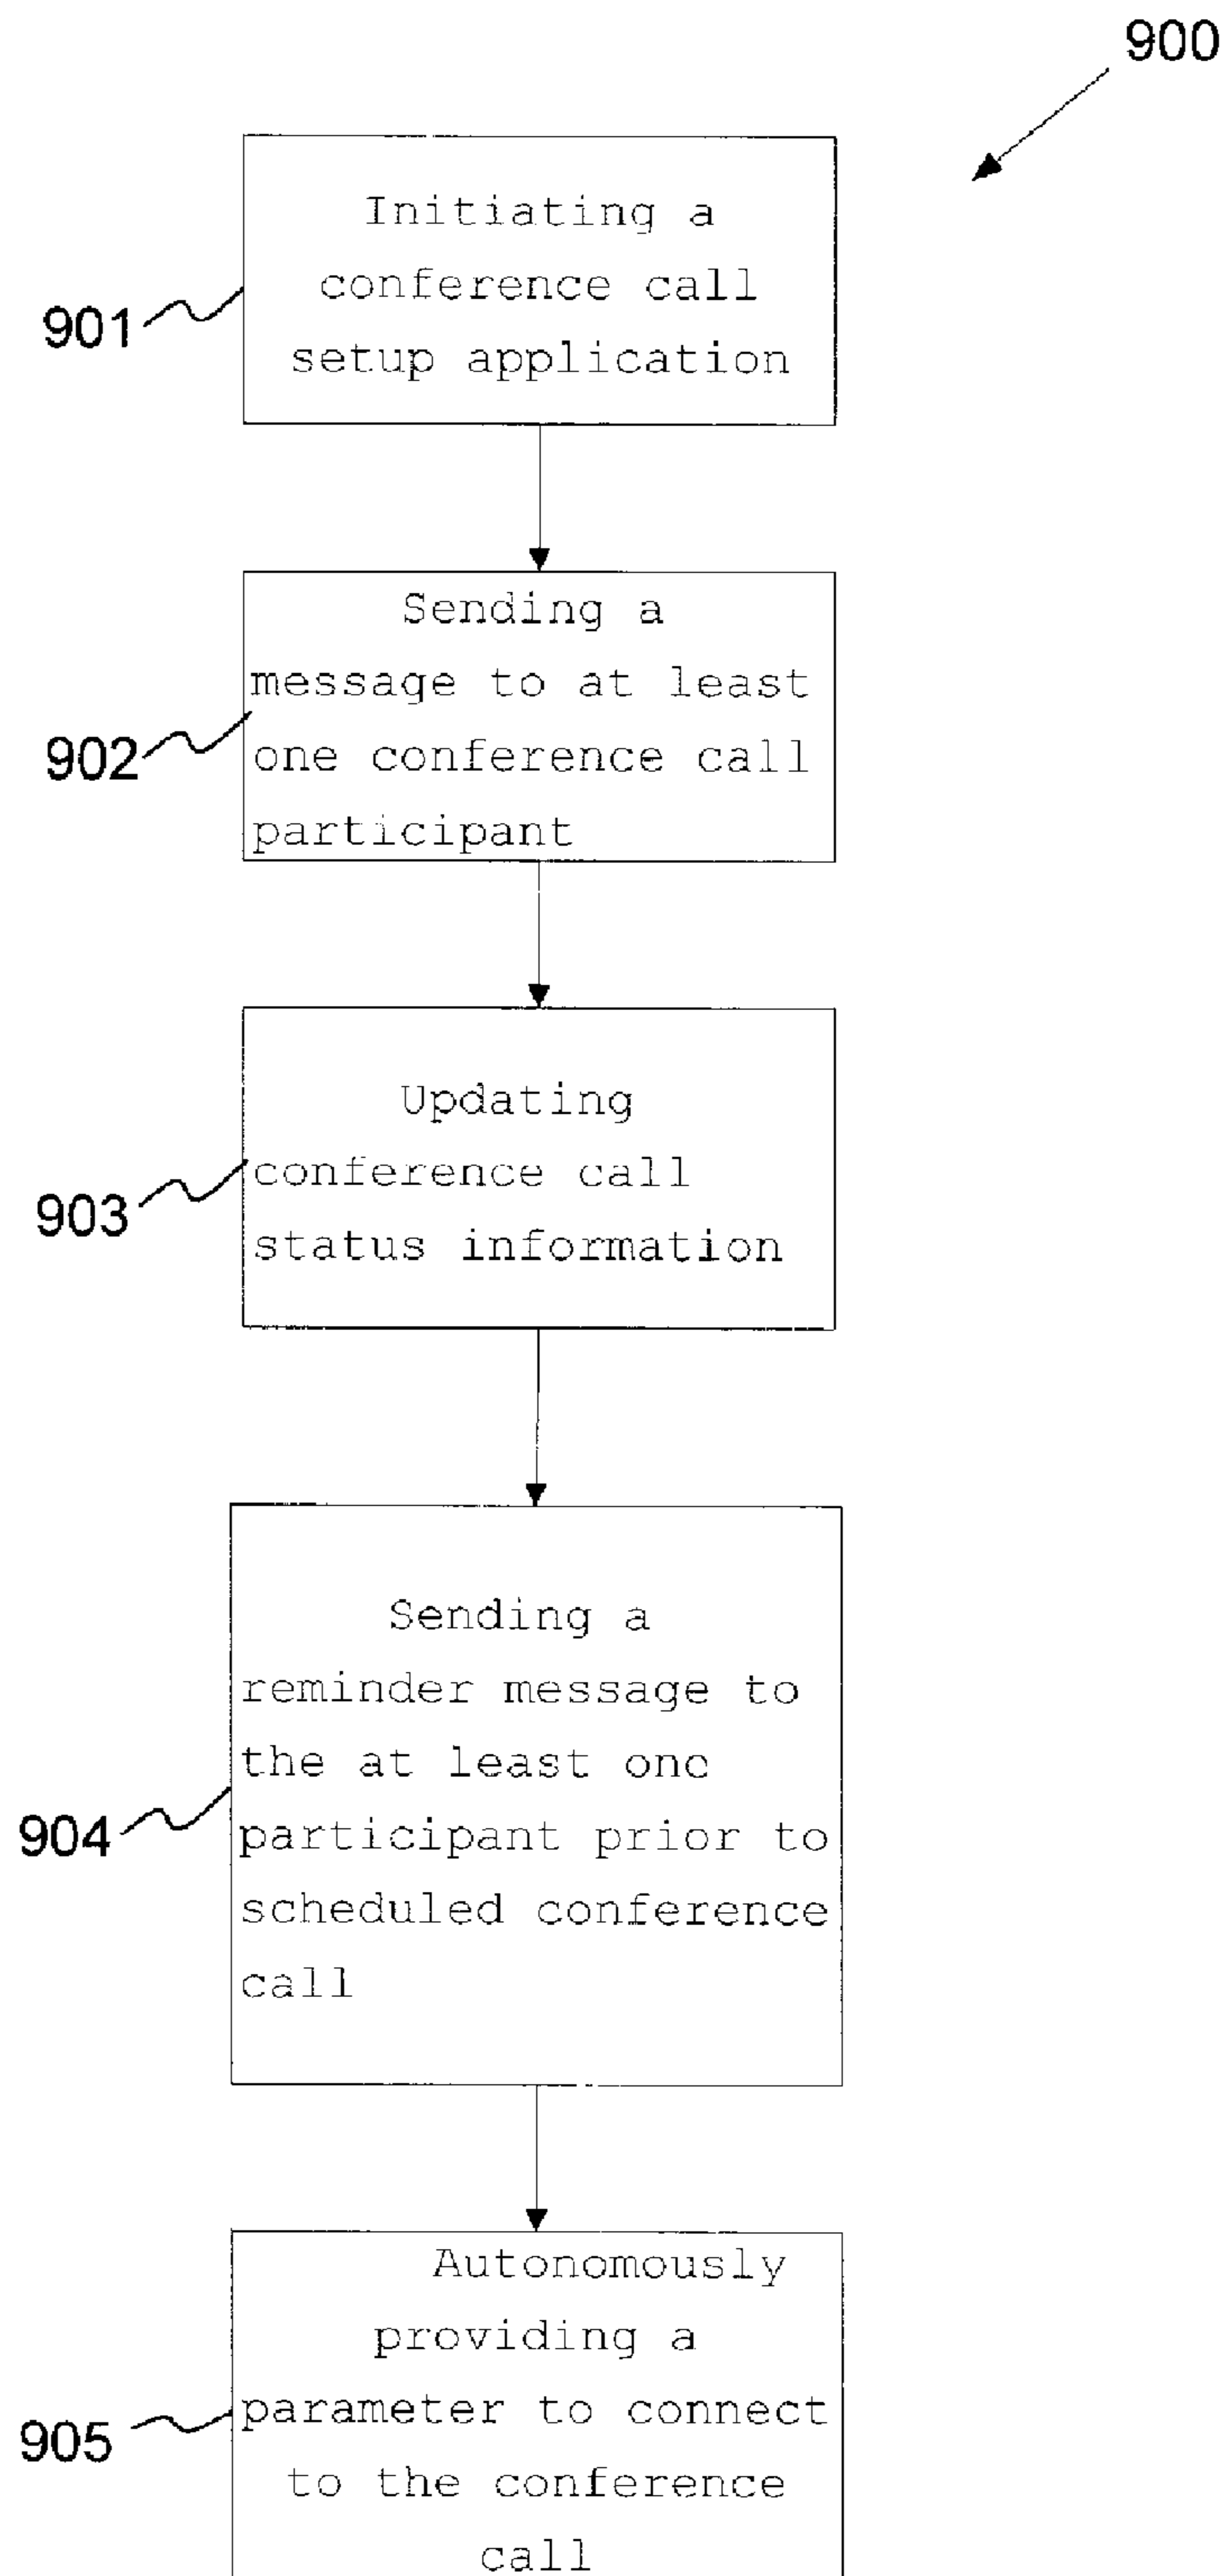 900
Initiating a
conference call
setup application
901
Sending a
message to at least
one conference call
participant
902
Updating
conference call
status information
903
Sending a
reminder message to
the at least one
participant prior to
scheduled conference
call
904
Autonomously
providing a
parameter to connect
to the conference
call
905